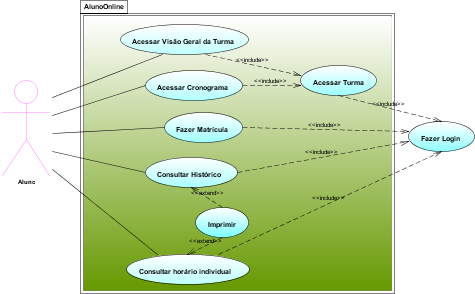 AlunoOnline
Acessar Visão Geral da Turma
<<include>>
Acessar Cronograma
<<include>>
Acessar Turma
<<include>>
Fazer Matrícula
<<include>>
Fazer Login
Consultar Histórico
<<include>>
Aluno
<<extend>>
<<include>>
Imprimir
<<extend>>
Consultar horário individual